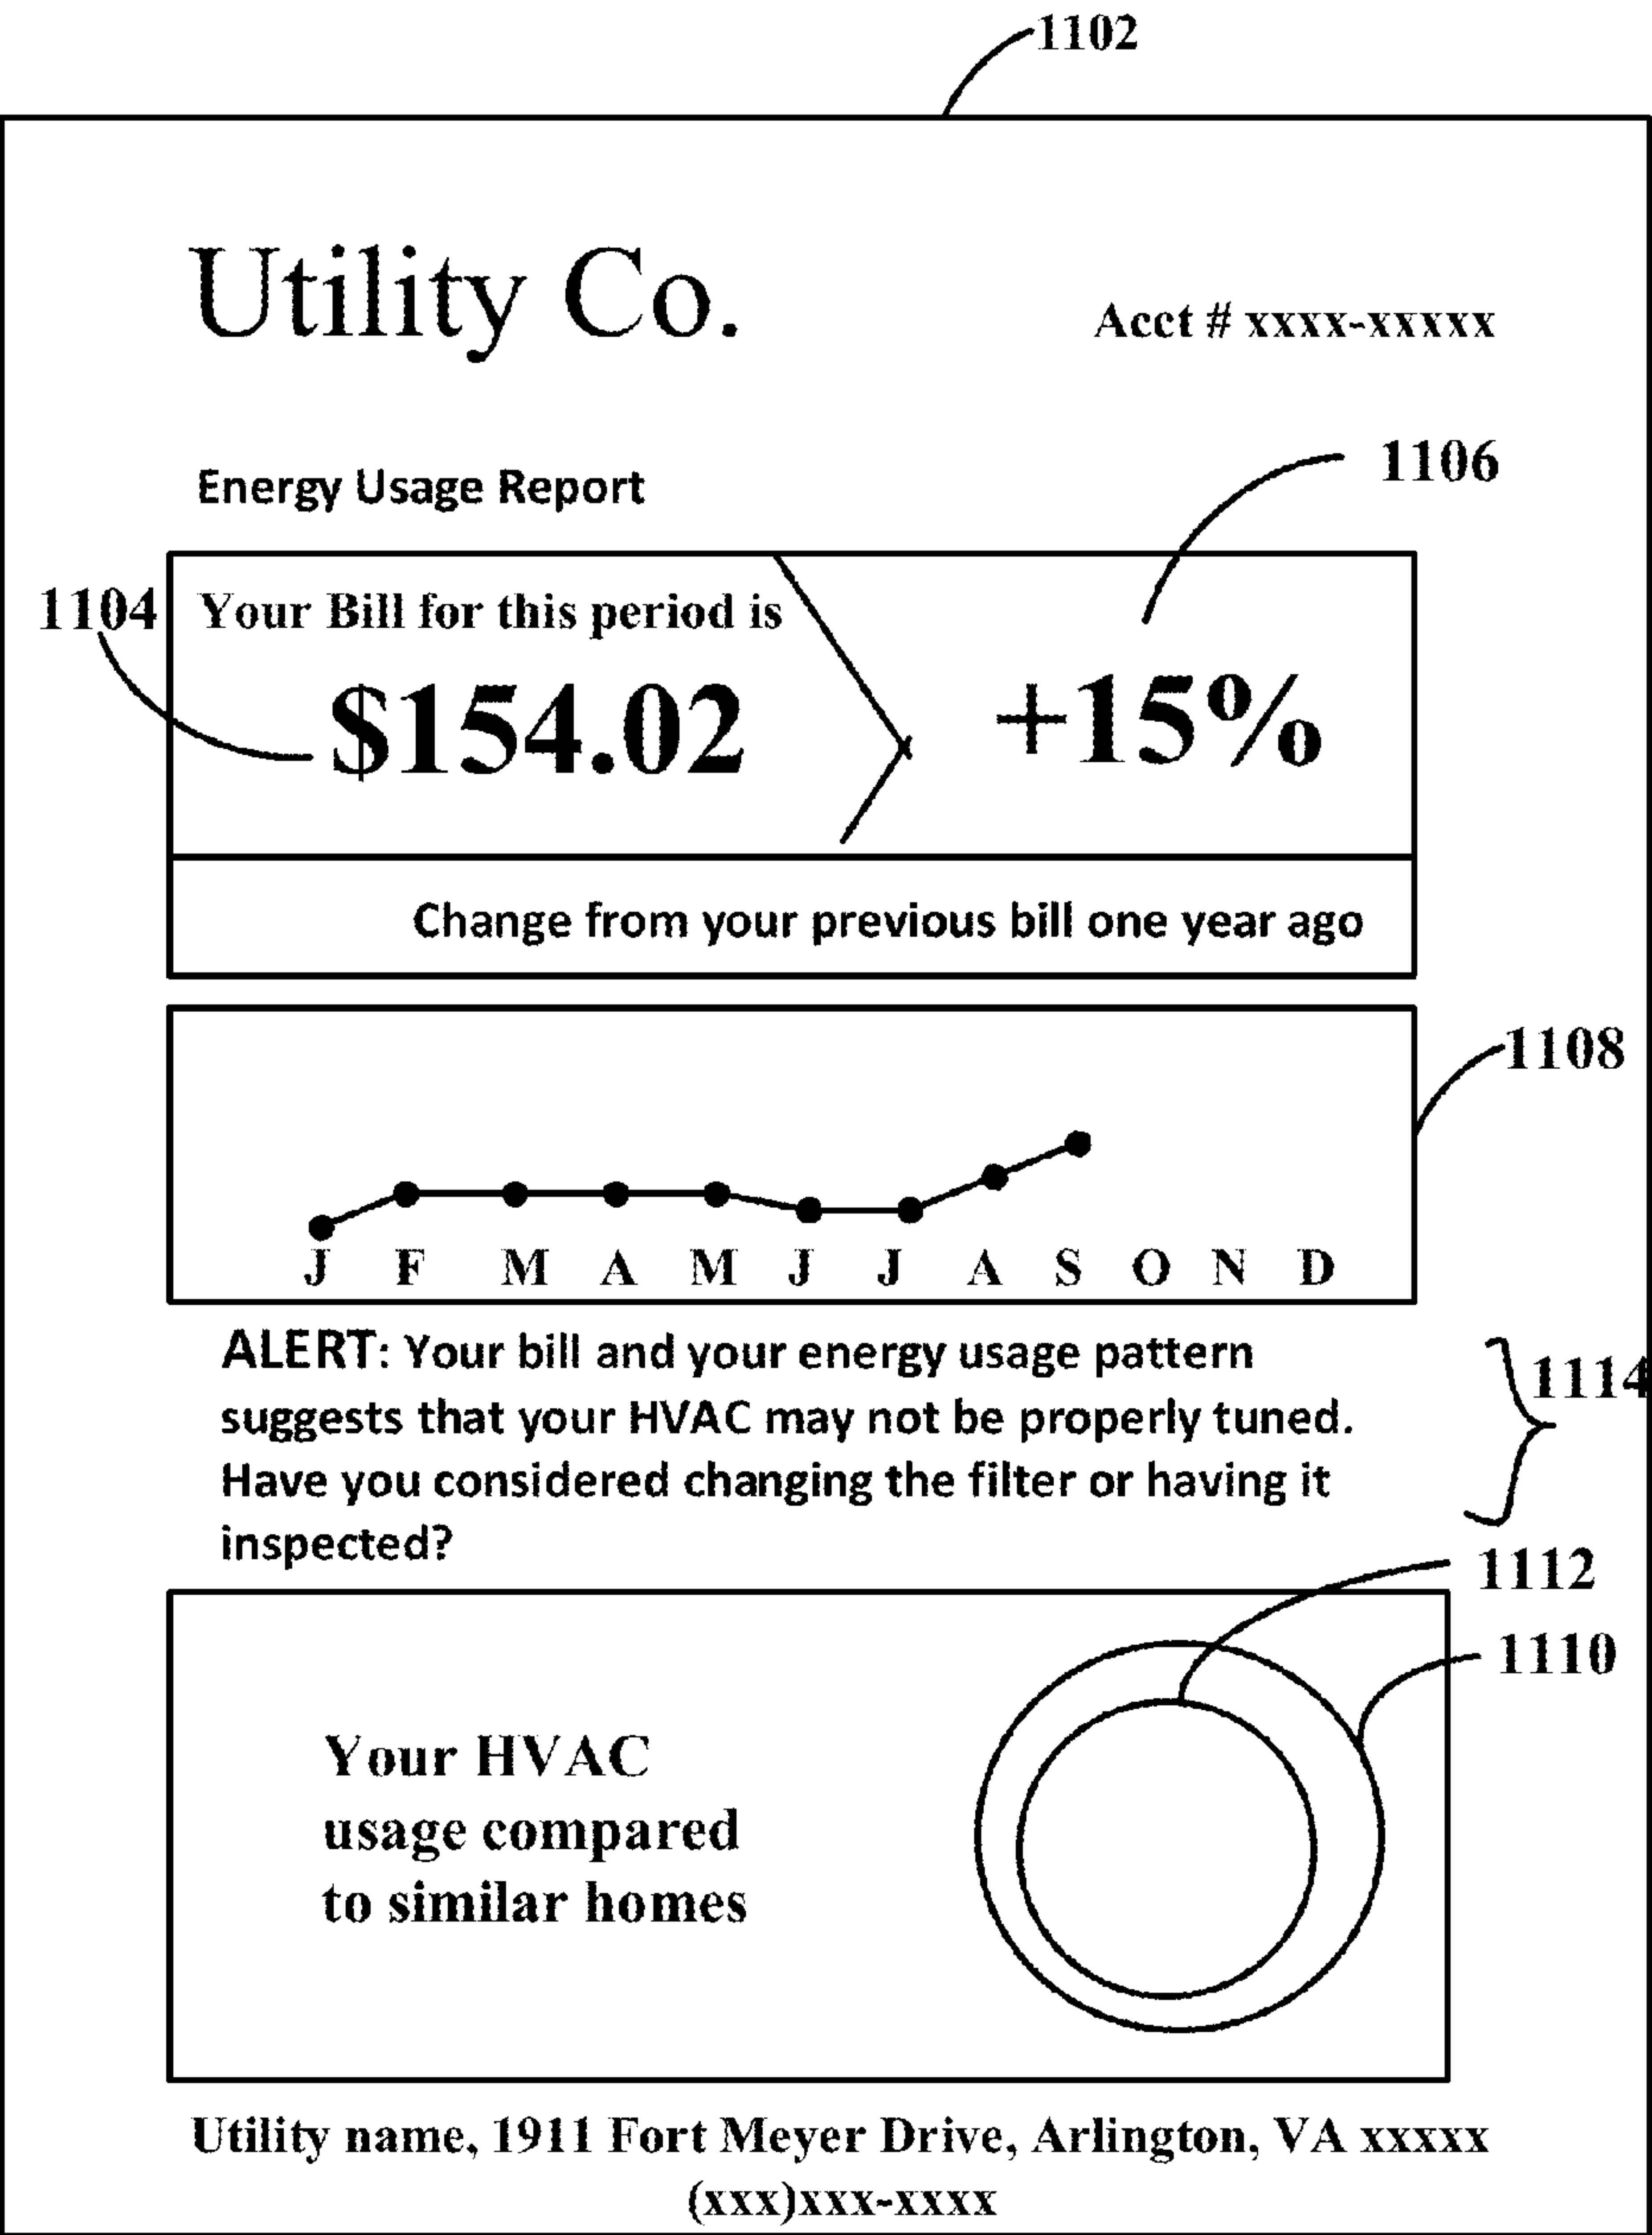 1102
Utility Co.
Acct # xxxx-xxxxx
1106
Energy Usage Report
1104
Your Bill for this period is
$154.02
+15%
Change from your previous bill one year ago
1108
J F M A M J J A S O N D
ALERT: Your bill and your energy usage pattern
suggests that your HVAC may not be properly tuned.
Have you considered changing the filter or having it
inspected?
1114
1112
1110
Your HVAC
usage compared
to similar homes
Utility name, 1911 Fort Meyer Drive, Arlington, VA xxxxx
(xxx)xxx-xxxx